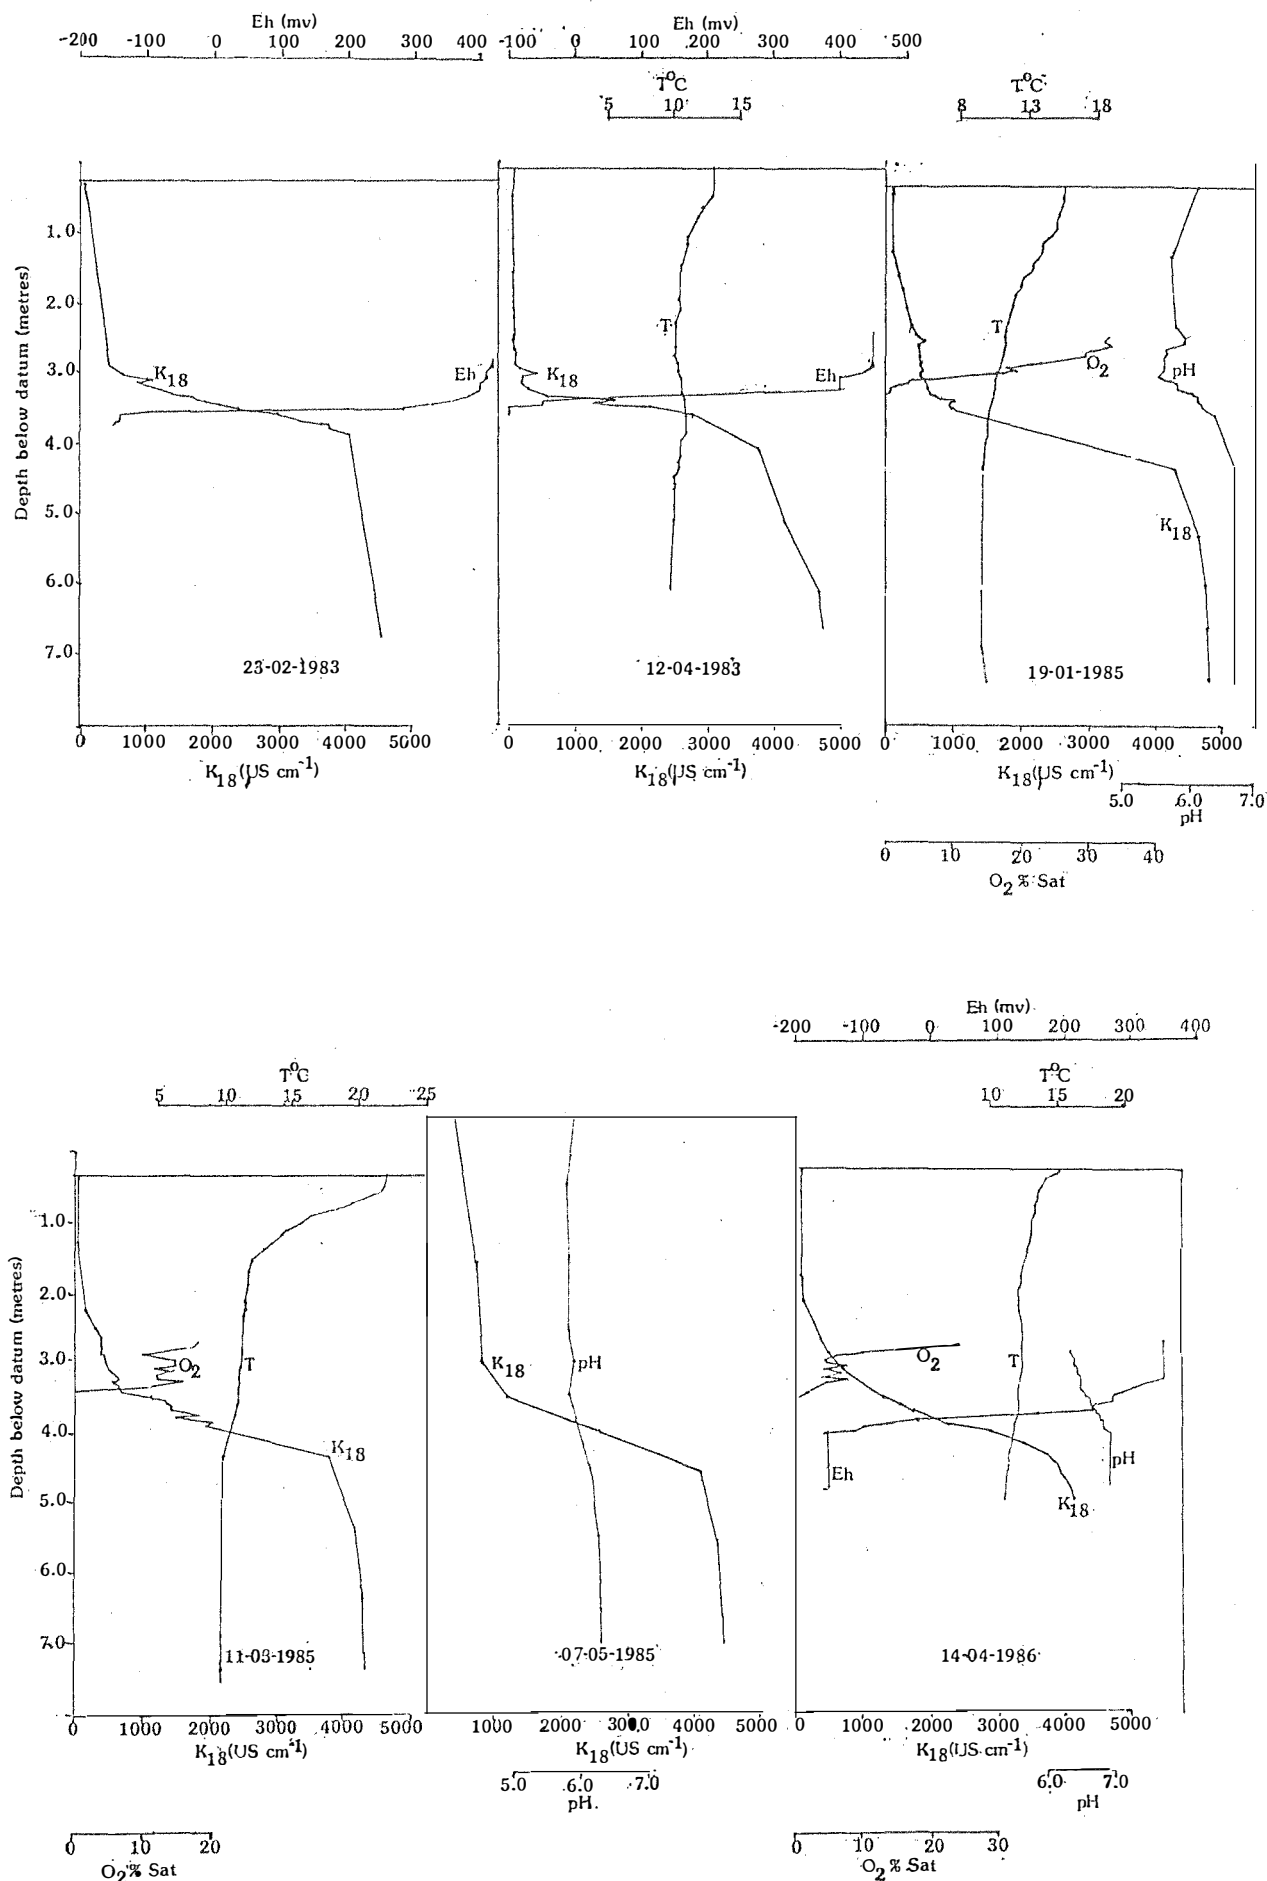 Eh (mv)
-200 -100 0 100 200 300 400
Eh (mv)
-100 0 100 200 300 400 500
T°C
5 10 15
T°C
8 13 18
Depth below datum (metres)
1.0
2.0
3.0
4.0
5.0
6.0
7.0
K18
Eh
23-02-1983
T
K18
Eh
12-04-1983
T
O2
pH
K18
19-01-1985
0 1000 2000 3000 4000 5000
K18 (US cm-1)
0 1000 2000 3000 4000 5000
K18 (US cm-1)
0 1000 2000 3000 4000 5000
K18 (US cm-1)
5.0 6.0 7.0
pH
0 10 20 30 40
O2 % Sat
Eh (mv)
-200 -100 0 100 200 300 400
T°C
5 10 15 20 25
T°C
10 15 20
Depth below datum (metres)
1.0
2.0
3.0
4.0
5.0
6.0
7.0
O2
T
K18
11-03-1985
K18
pH
07-05-1985
O2
T
Eh
pH
K18
14-04-1986
0 1000 2000 3000 4000 5000
K18 (US cm-1)
1000 2000 3000 4000 5000
K18 (US cm-1)
0 1000 2000 3000 4000 5000
K18 (US cm-1)
5.0 6.0 7.0
pH
6.0 7.0
pH
0 10 20
O2 % Sat
0 10 20 30
O2 % Sat